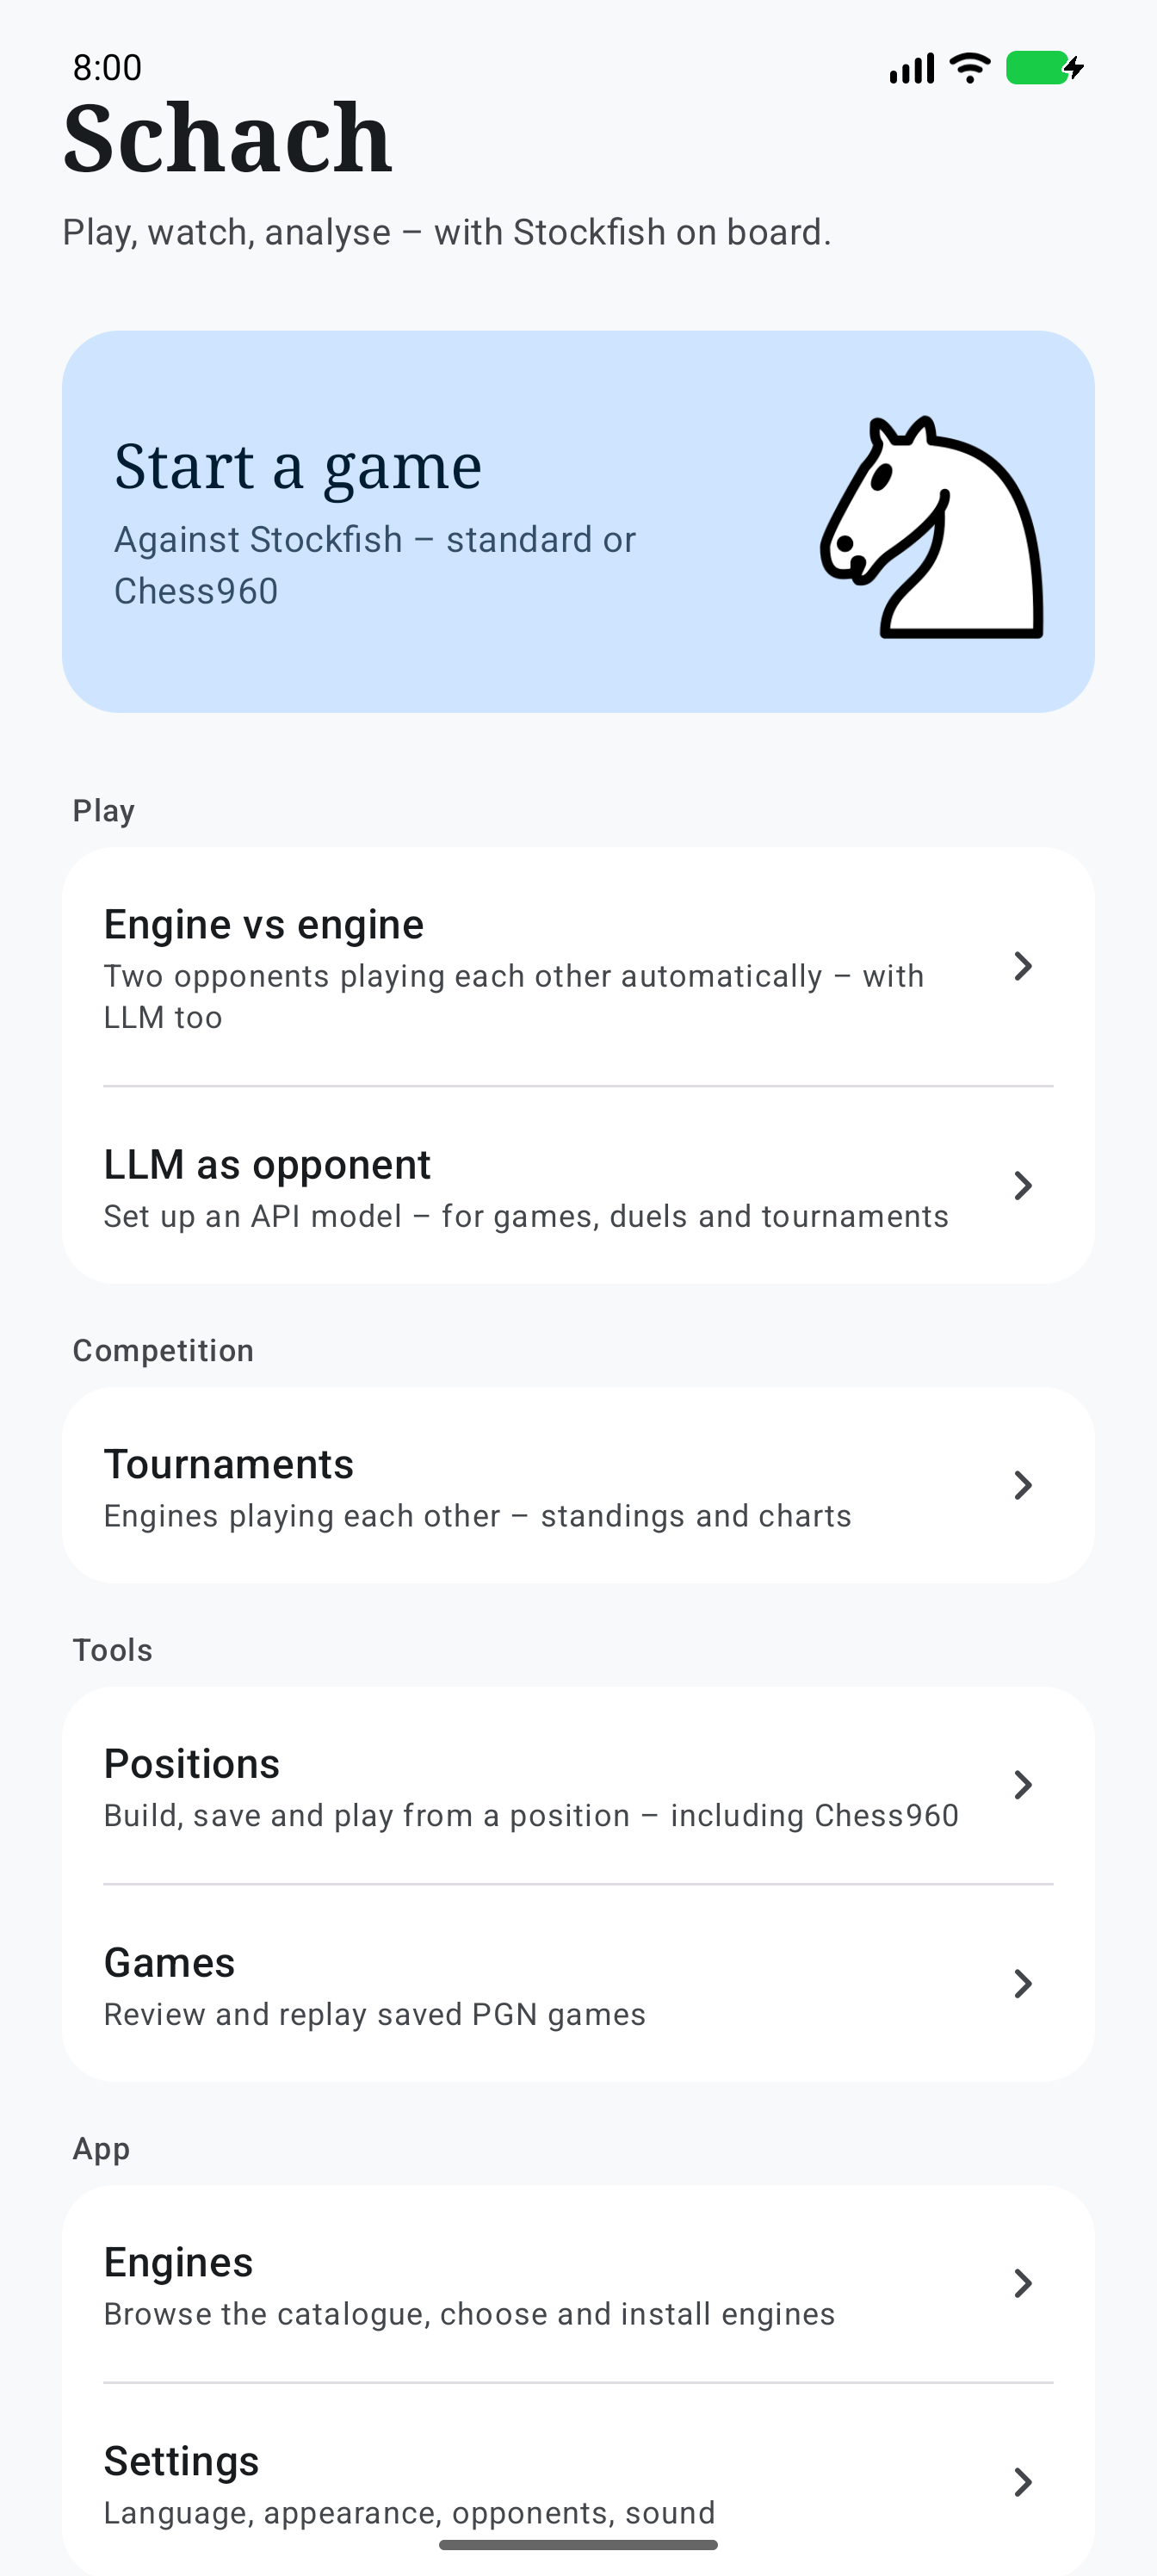 8:00
Schach
Play, watch, analyse – with Stockfish on board.
Start a game
Against Stockfish – standard or
Chess960
Play
Engine vs engine
Two opponents playing each other automatically – with
LLM too
LLM as opponent
Set up an API model – for games, duels and tournaments
Competition
Tournaments
Engines playing each other – standings and charts
Tools
Positions
Build, save and play from a position – including Chess960
Games
Review and replay saved PGN games
App
Engines
Browse the catalogue, choose and install engines
Settings
Language, appearance, opponents, sound